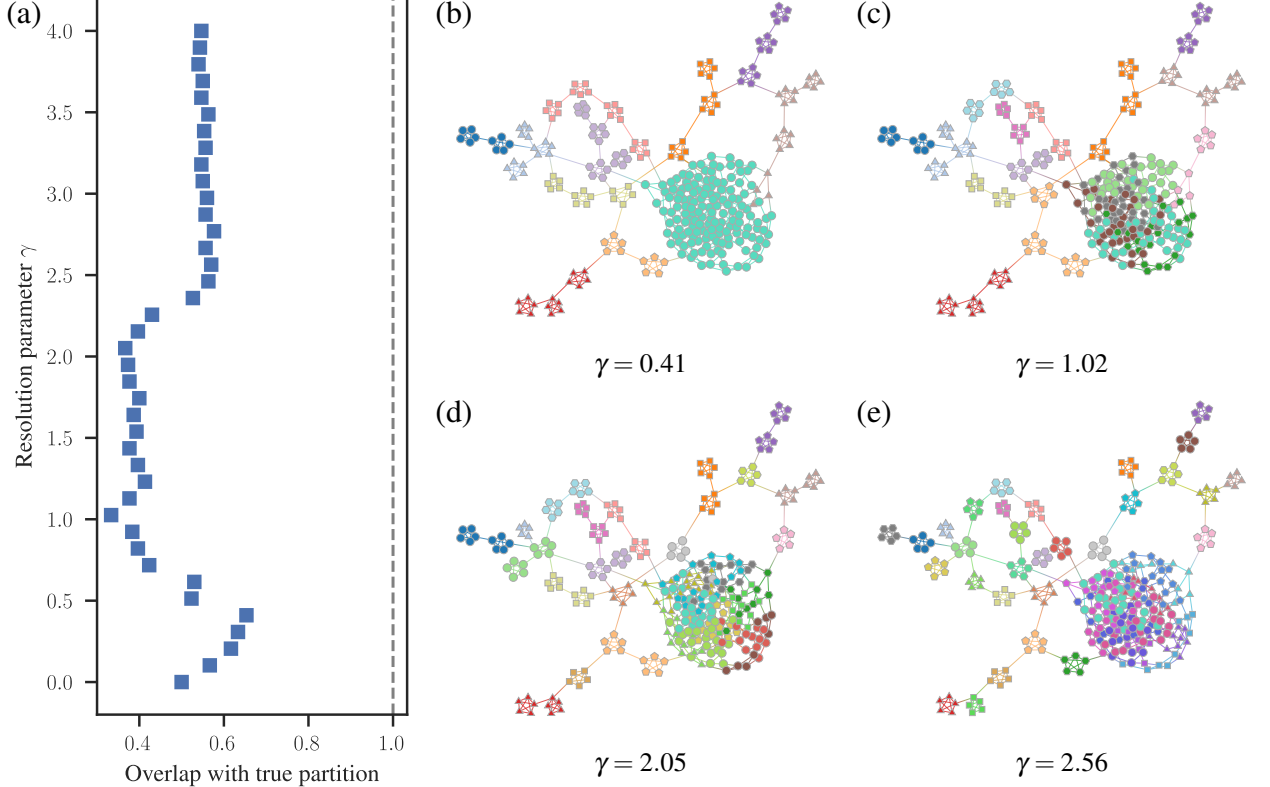 (a)
Resolution parameter γ
4.0
3.5
3.0
2.5
2.0
1.5
1.0
0.5
0.0
0.4 0.6 0.8 1.0
Overlap with true partition
(b)
γ = 0.41
(c)
γ = 1.02
(d)
γ = 2.05
(e)
γ = 2.56